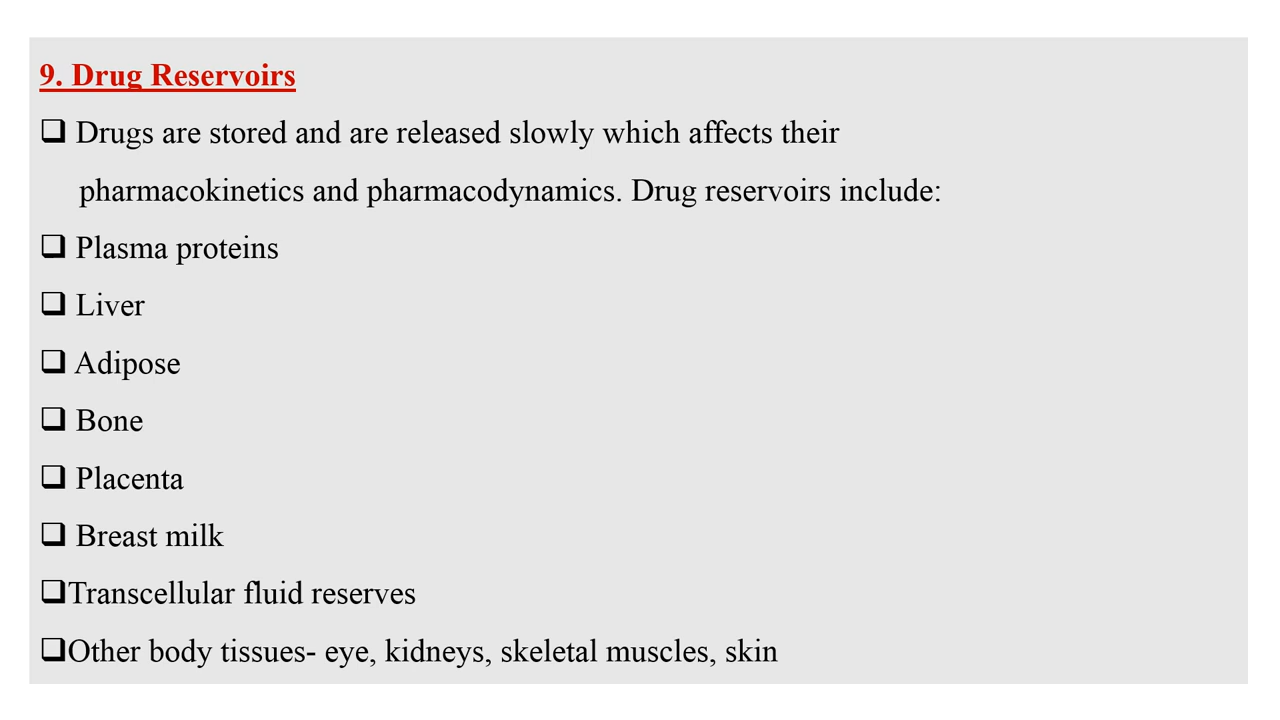 9. Drug Reservoirs
❑ Drugs are stored and are released slowly which affects their
pharmacokinetics and pharmacodynamics. Drug reservoirs include:
❑ Plasma proteins
❑ Liver
❑ Adipose
❑ Bone
❑ Placenta
❑ Breast milk
❑Transcellular fluid reserves
❑Other body tissues- eye, kidneys, skeletal muscles, skin